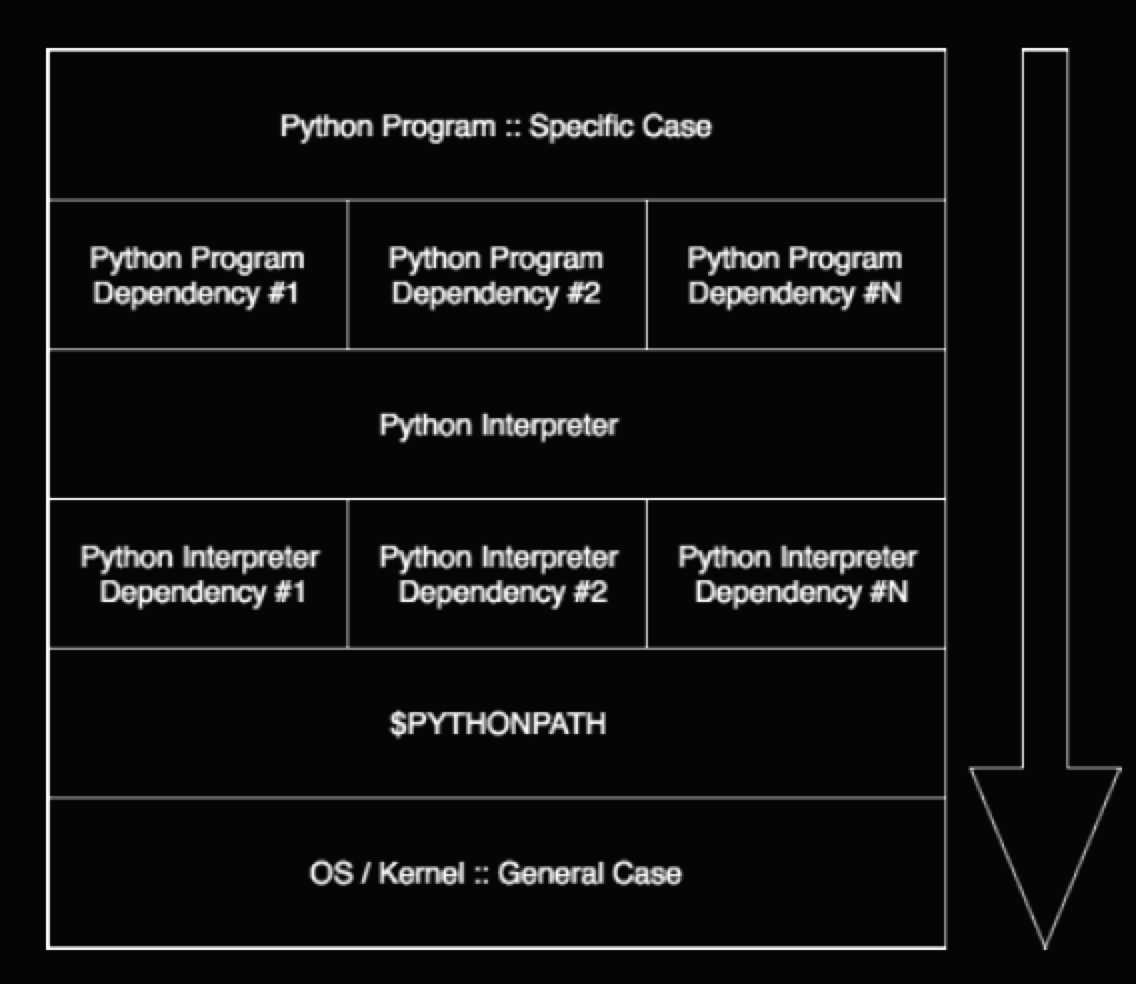 Python Program :: Specific Case
Python Program
Dependency #1
Python Program
Dependency #2
Python Program
Dependency #N
Python Interpreter
Python Interpreter
Dependency #1
Python Interpreter
Dependency #2
Python Interpreter
Dependency #N
$PYTHONPATH
OS / Kernel :: General Case